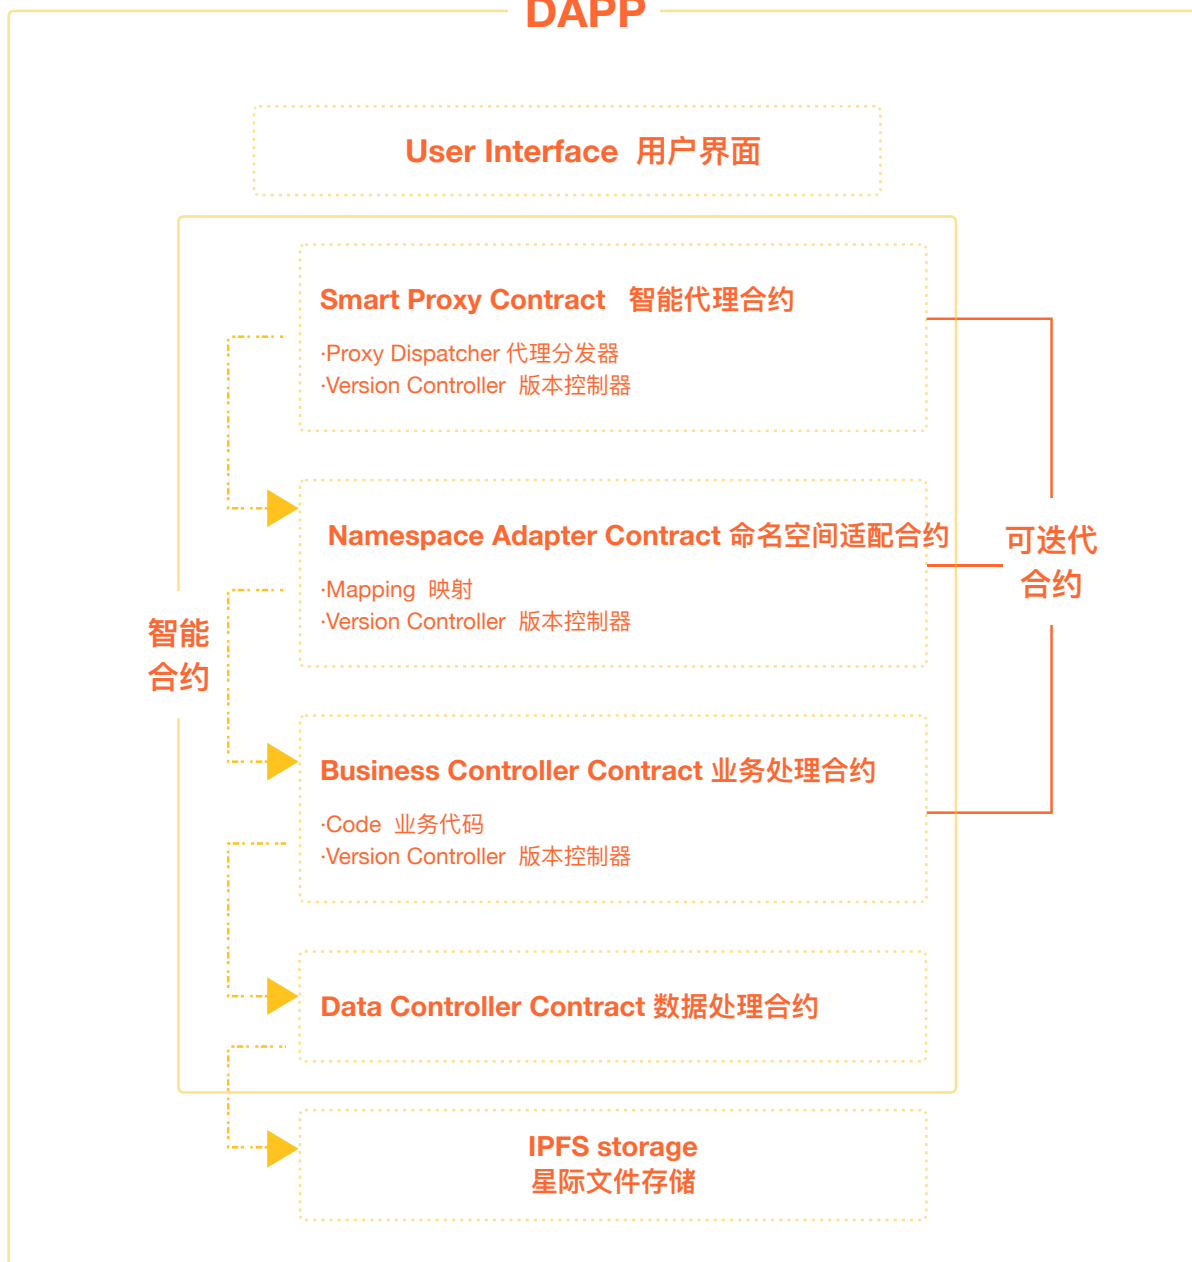 DAPP
User Interface 用户界面
Smart Proxy Contract 智能代理合约
·Proxy Dispatcher 代理分发器
·Version Controller 版本控制器
Namespace Adapter Contract 命名空间适配合约
·Mapping 映射
·Version Controller 版本控制器
可迭代
合约
智能
合约
Business Controller Contract 业务处理合约
·Code 业务代码
·Version Controller 版本控制器
Data Controller Contract 数据处理合约
IPFS storage
星际文件存储